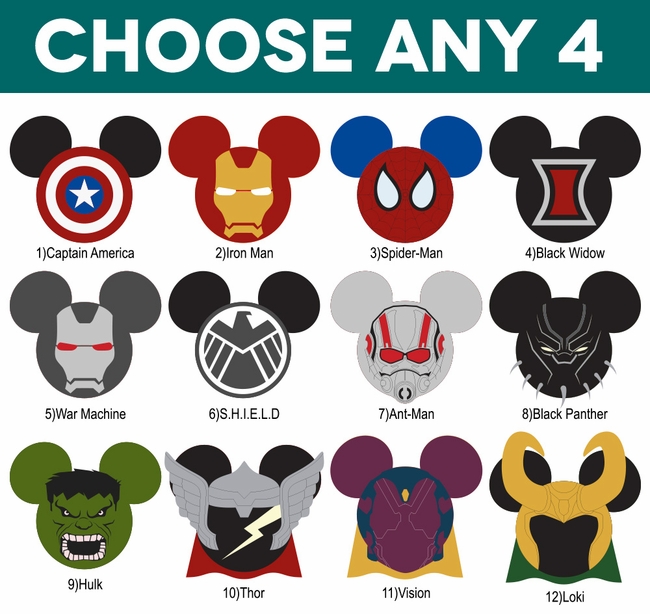 CHOOSE ANY 4
1)Captain America
2)Iron Man
3)Spider-Man
4)Black Widow
5)War Machine
6)S.H.I.E.L.D
7)Ant-Man
8)Black Panther
9)Hulk
10)Thor
11)Vision
12)Loki